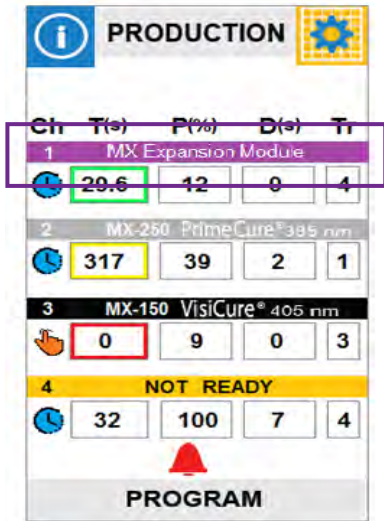 i PRODUCTION
Ch T(s) P(%) D(s) Tr
1 MX Expansion Module
29.6 12 0 4
2 MX-250 PrimeCure® 385 nm
317 39 2 1
3 MX-150 VisiCure® 405 nm
0 9 0 3
4 NOT READY
32 100 7 4
PROGRAM